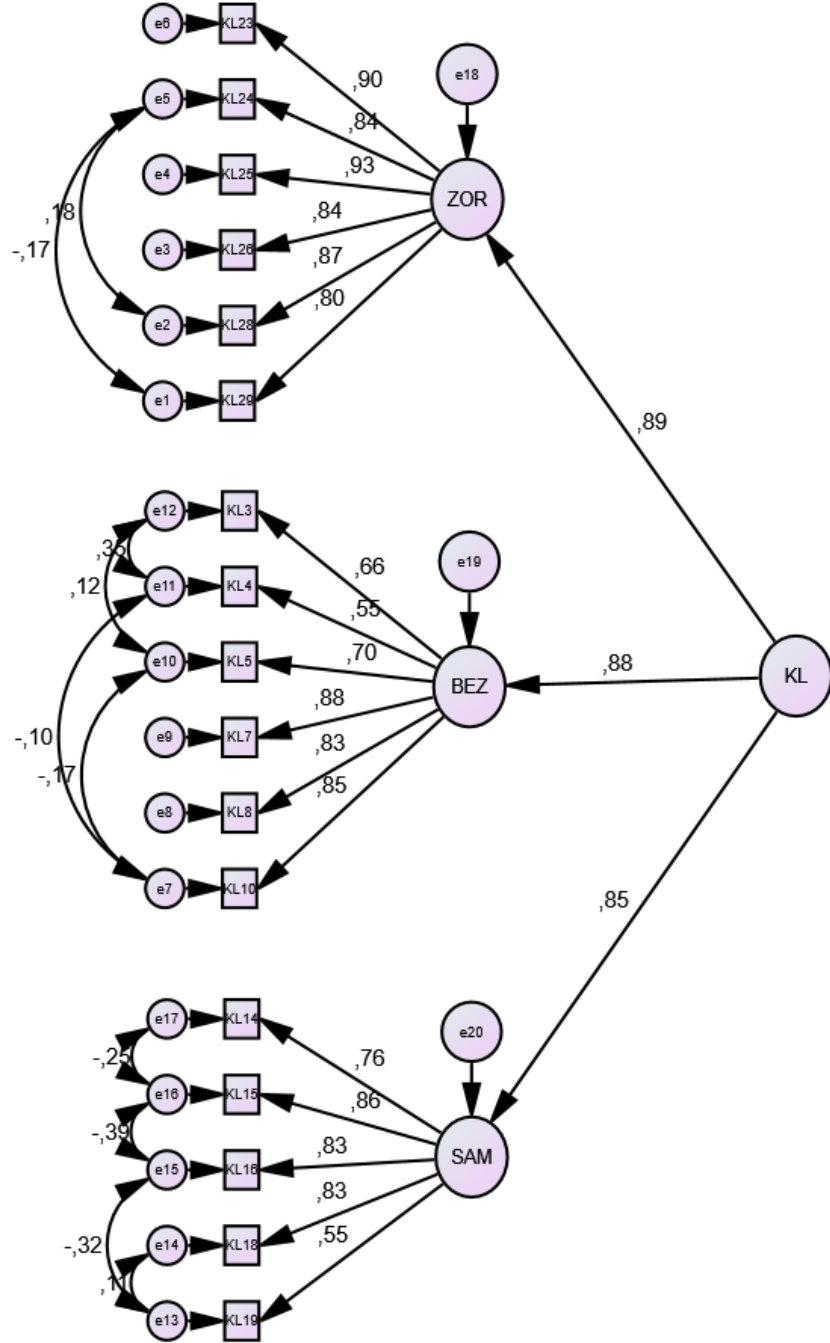 e6 KL23
,90
e18
e5 KL24
,84
e4 KL25
,93
ZOR
,18
,84
-,17
e3 KL26
,87
e2 KL28
,80
e1 KL29
,89
e12 KL3
,35
,66
e19
,12
e11 KL4
,55
e10 KL5
,70
,88
KL
BEZ
,88
-,10
e9 KL7
,83
-,17
,85
e8 KL8
e7 KL10
,85
e17 KL14
e20
-,25
,76
e16 KL15
,86
-,39
,83
e15 KL16
SAM
,83
-,32
e14 KL18
,55
,11
e13 KL19